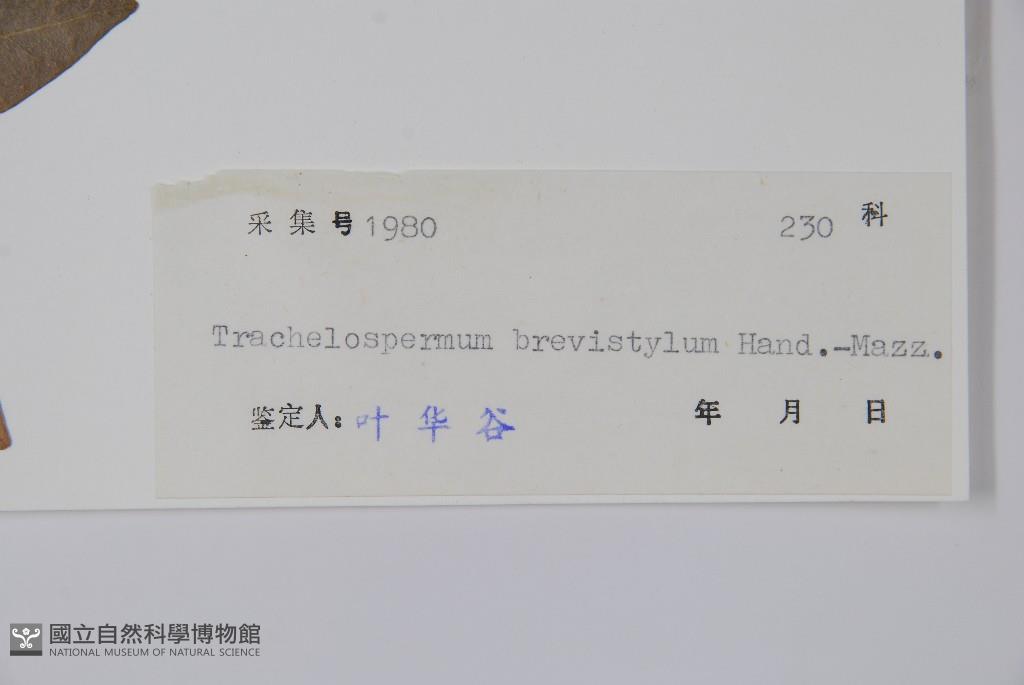 采集号 1980 230 科
Trachelospermum brevistylum Hand.-Mazz.
鉴定人: 叶华谷 年 月 日
國立自然科學博物館
NATIONAL MUSEUM OF NATURAL SCIENCE